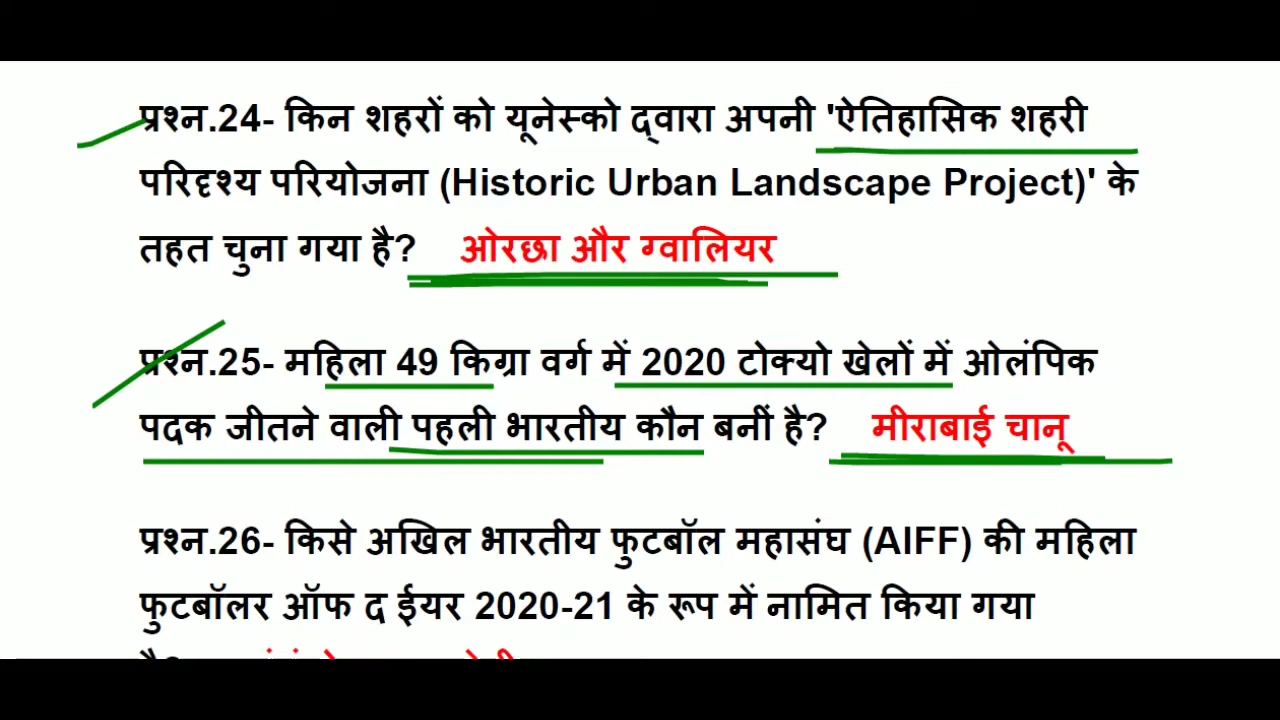 प्रश्न.24- किन शहरों को यूनेस्को द्वारा अपनी 'ऐतिहासिक शहरी
परिदृश्य परियोजना (Historic Urban Landscape Project)' के
तहत चुना गया है? ओरछा और ग्वालियर
प्रश्न.25- महिला 49 किग्रा वर्ग में 2020 टोक्यो खेलों में ओलंपिक
पदक जीतने वाली पहली भारतीय कौन बनीं है? मीराबाई चानू
प्रश्न.26- किसे अखिल भारतीय फुटबॉल महासंघ (AIFF) की महिला
फुटबॉलर ऑफ द ईयर 2020-21 के रूप में नामित किया गया